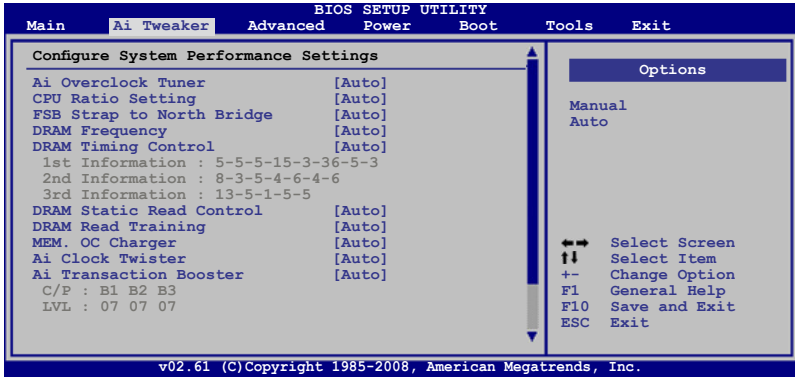 BIOS SETUP UTILITY
Main Ai Tweaker Advanced Power Boot Tools Exit
Configure System Performance Settings
Ai Overclock Tuner [Auto]
CPU Ratio Setting [Auto]
FSB Strap to North Bridge [Auto]
DRAM Frequency [Auto]
DRAM Timing Control [Auto]
1st Information : 5-5-5-15-3-36-5-3
2nd Information : 8-3-5-4-6-4-6
3rd Information : 13-5-1-5-5
DRAM Static Read Control [Auto]
DRAM Read Training [Auto]
MEM. OC Charger [Auto]
Ai Clock Twister [Auto]
Ai Transaction Booster [Auto]
C/P : B1 B2 B3
LVL : 07 07 07
Options
Manual
Auto
←→ Select Screen
↑↓ Select Item
+- Change Option
F1 General Help
F10 Save and Exit
ESC Exit
v02.61 (C)Copyright 1985-2008, American Megatrends, Inc.